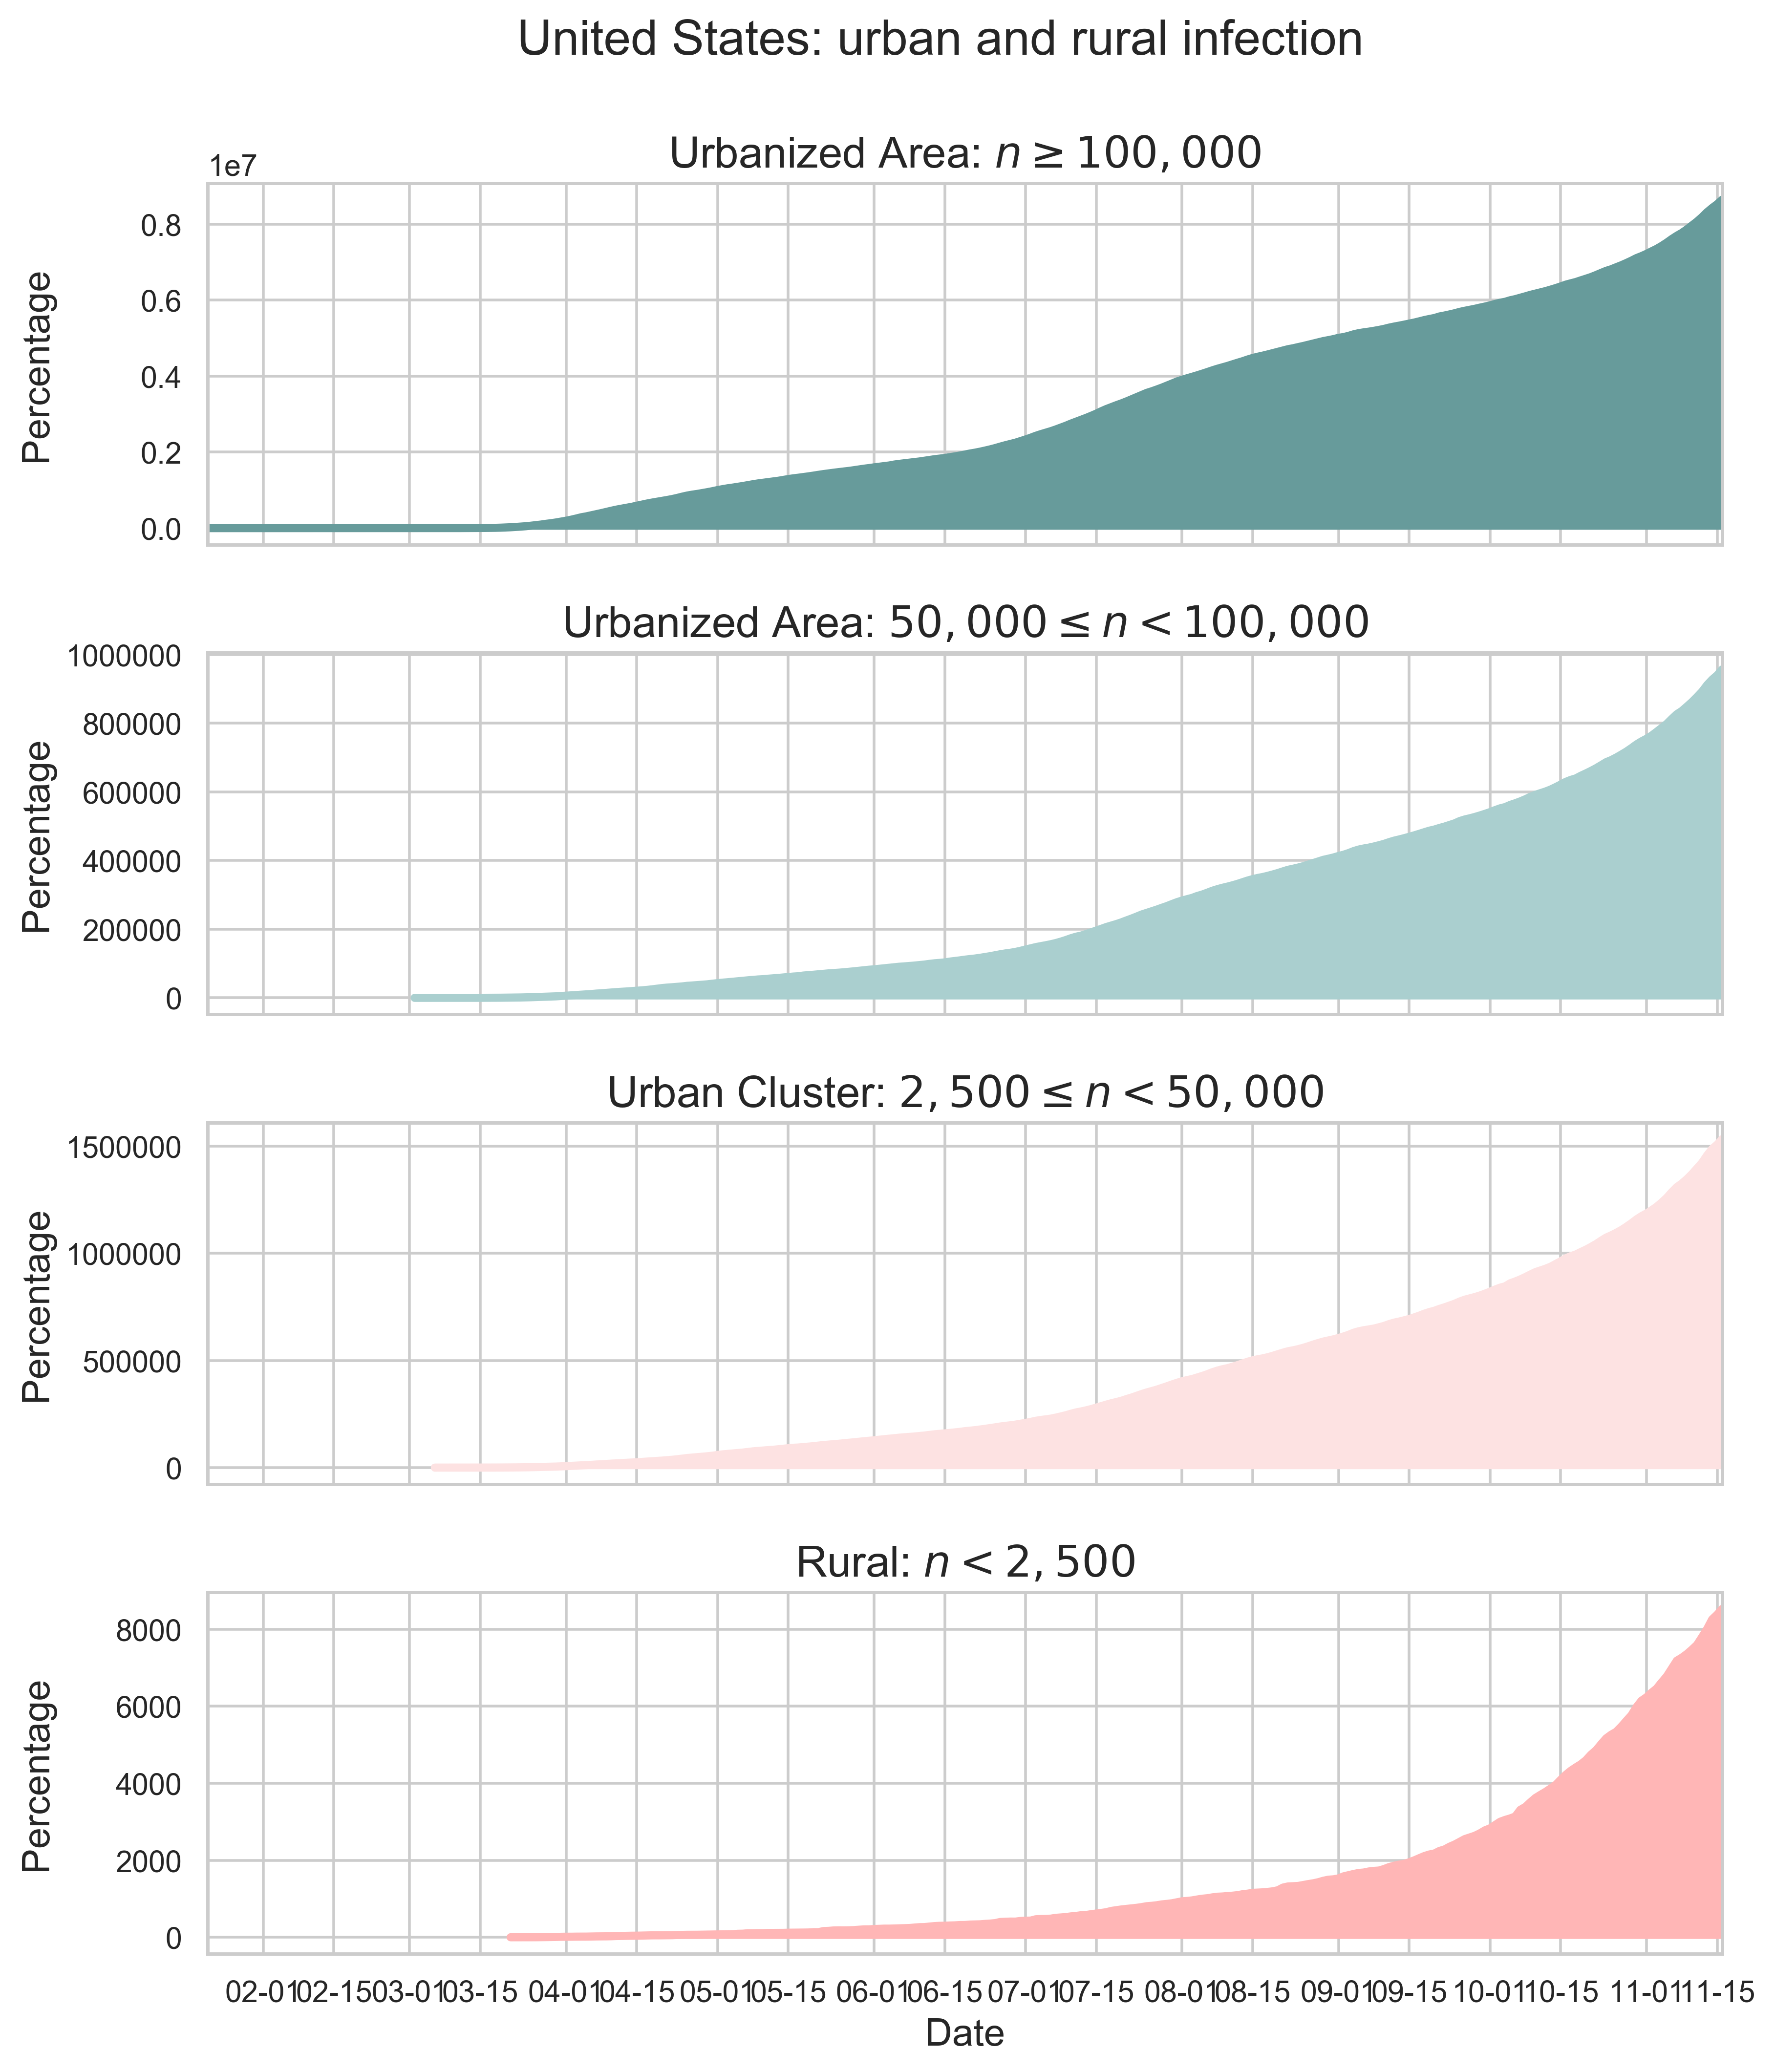 United States: urban and rural infection
Urbanized Area: n ≥ 100,000
1e7
0.8
0.6
0.4
0.2
0.0
Percentage
Urbanized Area: 50,000 ≤ n < 100,000
1000000
800000
600000
400000
200000
0
Percentage
Urban Cluster: 2,500 ≤ n < 50,000
1500000
1000000
500000
0
Percentage
Rural: n < 2,500
8000
6000
4000
2000
0
Percentage
02-01 02-15 03-01 03-15 04-01 04-15 05-01 05-15 06-01 06-15 07-01 07-15 08-01 08-15 09-01 09-15 10-01 10-15 11-01 11-15
Date